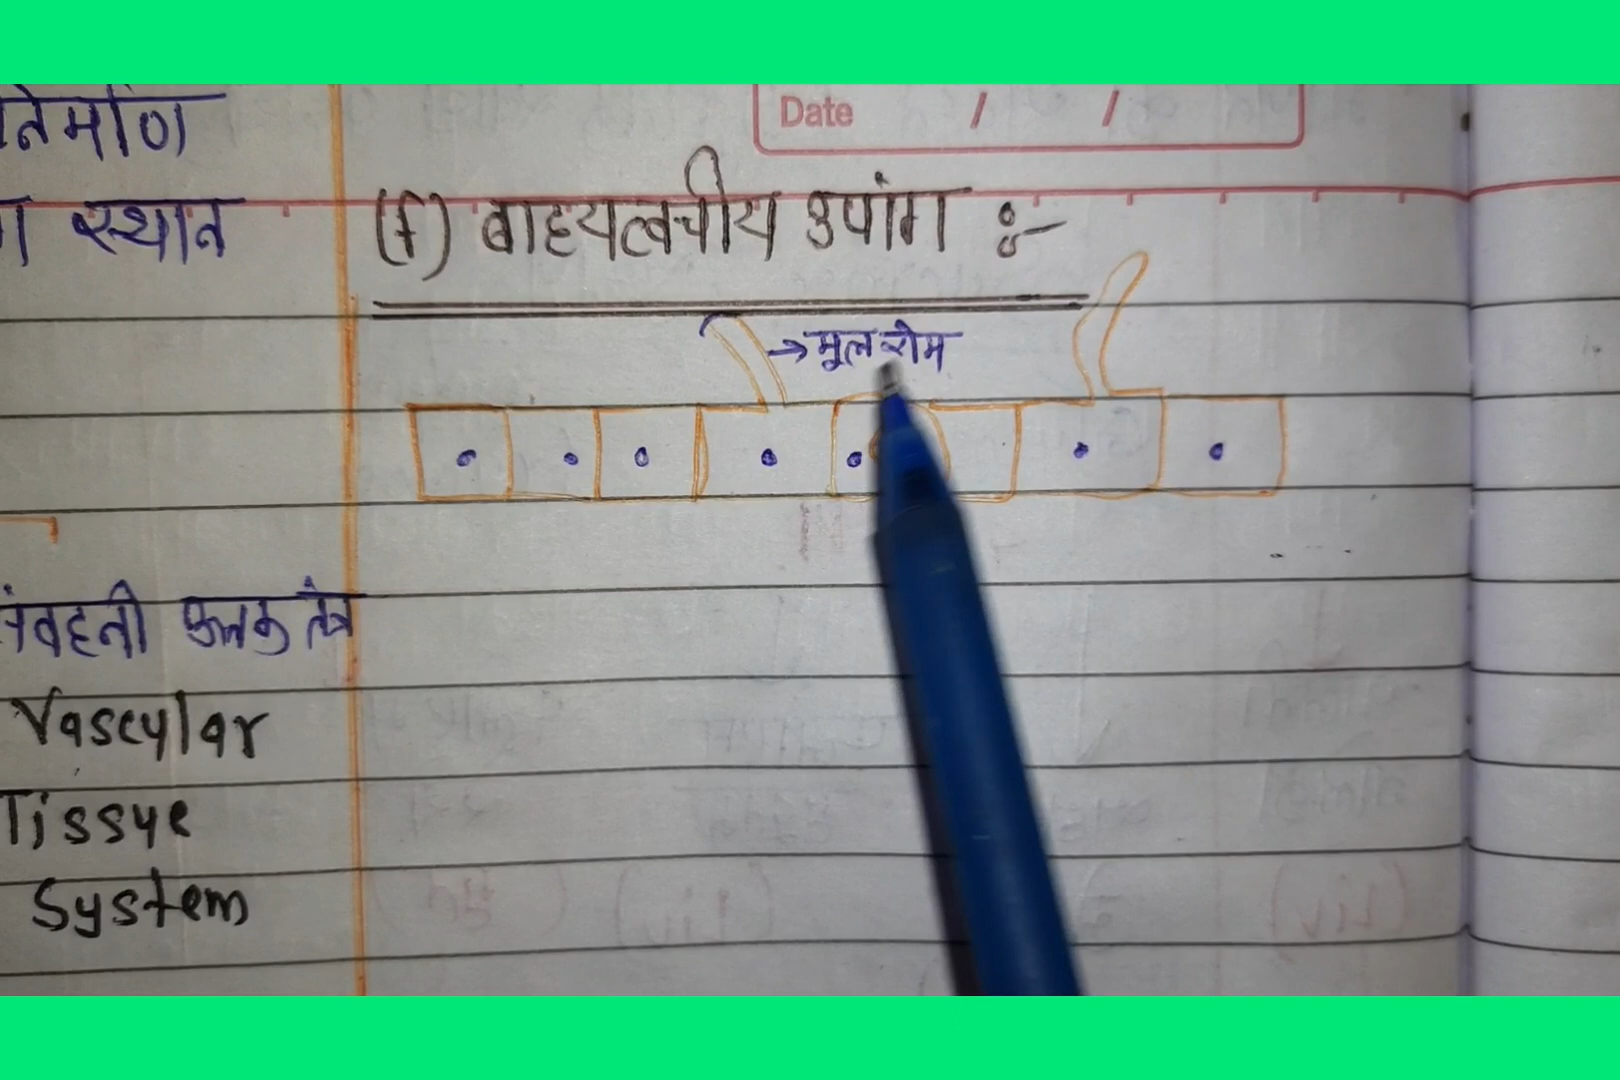 निर्माण
Date / /
स्थान
(f) बाह्यत्वचीय उपांग :-
→ मूलरोम
संवहनी ऊतक तंत्र
Vascular
Tissue
System